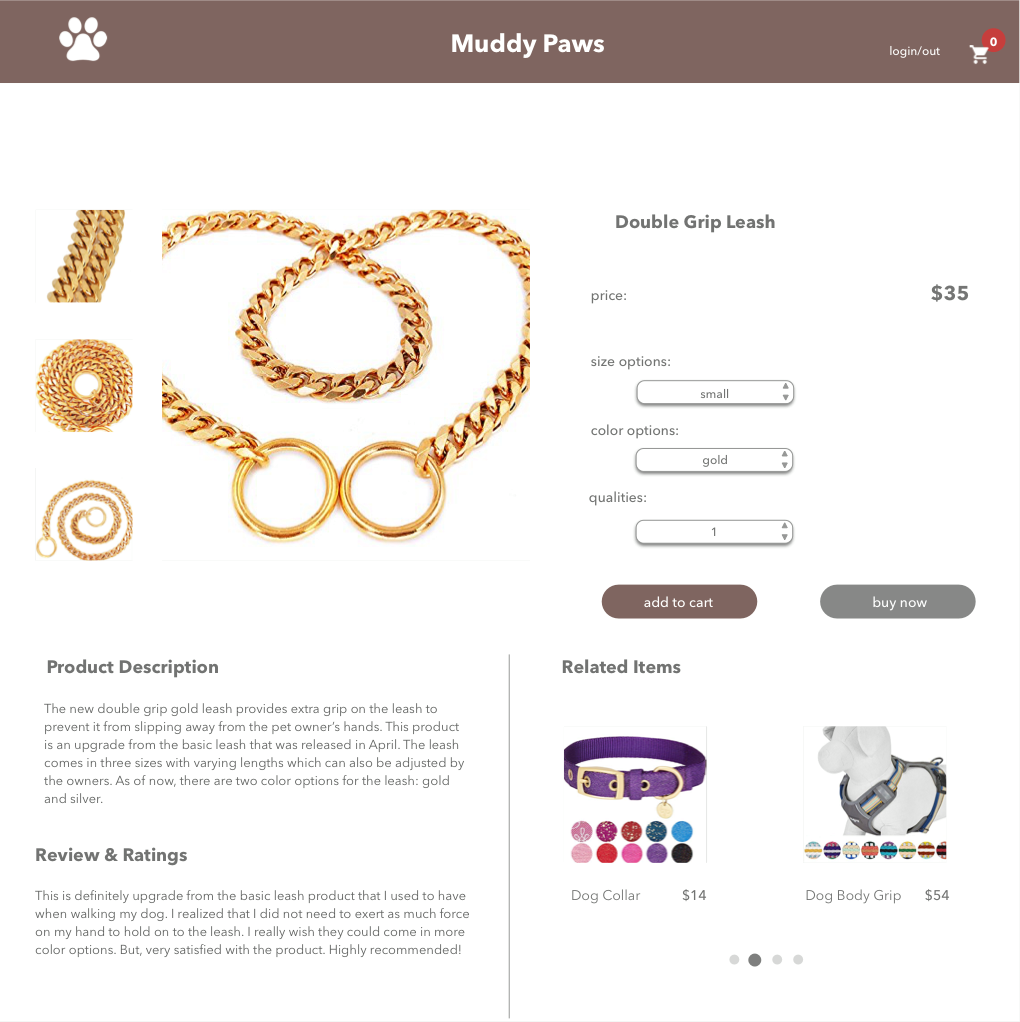 Muddy Paws
login/out
0
Double Grip Leash
price:
$35
size options:
small
color options:
gold
qualities:
1
add to cart
buy now
Product Description
The new double grip gold leash provides extra grip on the leash to
prevent it from slipping away from the pet owner's hands. This product
is an upgrade from the basic leash that was released in April. The leash
comes in three sizes with varying lengths which can also be adjusted by
the owners. As of now, there are two color options for the leash: gold
and silver.
Review & Ratings
This is definitely upgrade from the basic leash product that I used to have
when walking my dog. I realized that I did not need to exert as much force
on my hand to hold on to the leash. I really wish they could come in more
color options. But, very satisfied with the product. Highly recommended!
Related Items
Dog Collar
$14
Dog Body Grip
$54